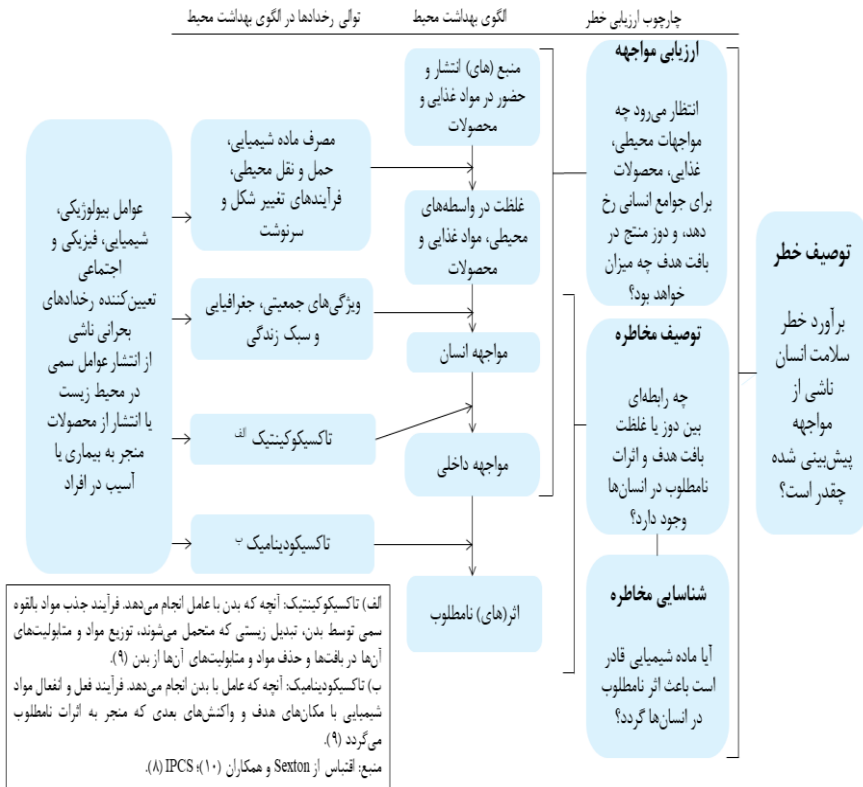 چارچوب ارزیابی خطر
الگوی بهداشت محیط
توالی رخدادها در الگوی بهداشت محیط
توصیف خطر
برآورد خطر
سلامت انسان
ناشی از
مواجهه
پیش‌بینی شده
چقدر است؟
ارزیابی مواجهه
انتظار می‌رود چه
مواجهات محیطی،
غذایی، محصولات
برای جوامع انسانی رخ
دهد، و دوز منتج در
بافت هدف چه میزان
خواهد بود؟
توصیف مخاطره
چه رابطه‌ای
بین دوز یا غلظت
بافت هدف و اثرات
نامطلوب در انسان‌ها
وجود دارد؟
شناسایی مخاطره
آیا ماده شیمیایی قادر
است باعث اثر نامطلوب
در انسان‌ها گردد؟
منبع (های) انتشار و
حضور در مواد غذایی و
محصولات
غلظت در واسطه‌های
محیطی، مواد غذایی و
محصولات
مواجهه انسان
مواجهه داخلی
اثر(های) نامطلوب
مصرف ماده شیمیایی،
حمل و نقل محیطی،
فرآیندهای تغییر شکل و
سرنوشت
ویژگی‌های جمعیتی، جغرافیایی
و سبک زندگی
تاکسیکوکینتیک الف
تاکسیکودینامیک ب
عوامل بیولوژیکی،
شیمیایی، فیزیکی و
اجتماعی
تعیین‌کننده رخدادهای
بحرانی ناشی
از انتشار عوامل سمی
در محیط زیست
یا انتشار از محصولات
منجر به بیماری یا
آسیب در افراد
الف) تاکسیکوکینتیک: آنچه که بدن با عامل انجام می‌دهد. فرآیند جذب مواد بالقوه
سمی توسط بدن، تبدیل زیستی که متحمل می‌شوند، توزیع مواد و متابولیت‌های
آن‌ها در بافت‌ها و حذف مواد و متابولیت‌های آن‌ها از بدن (۹).
ب) تاکسیکودینامیک: آنچه که عامل با بدن انجام می‌دهد. فرآیند فعل و انفعال مواد
شیمیایی با مکان‌های هدف و واکنش‌های بعدی که منجر به اثرات نامطلوب
می‌گردد (۹).
منبع: اقتباس از Sexton و همکاران (۱۰)؛ IPCS (۸).